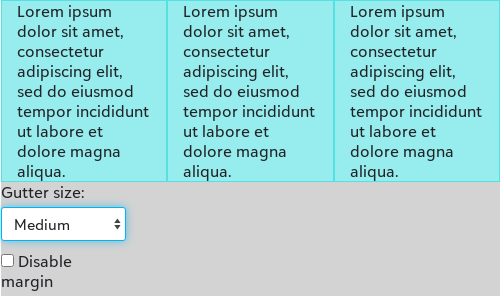 Lorem ipsum
dolor sit amet,
consectetur
adipiscing elit,
sed do eiusmod
tempor incididunt
ut labore et
dolore magna
aliqua.
Lorem ipsum
dolor sit amet,
consectetur
adipiscing elit,
sed do eiusmod
tempor incididunt
ut labore et
dolore magna
aliqua.
Lorem ipsum
dolor sit amet,
consectetur
adipiscing elit,
sed do eiusmod
tempor incididunt
ut labore et
dolore magna
aliqua.
Gutter size:
Medium
Disable
margin